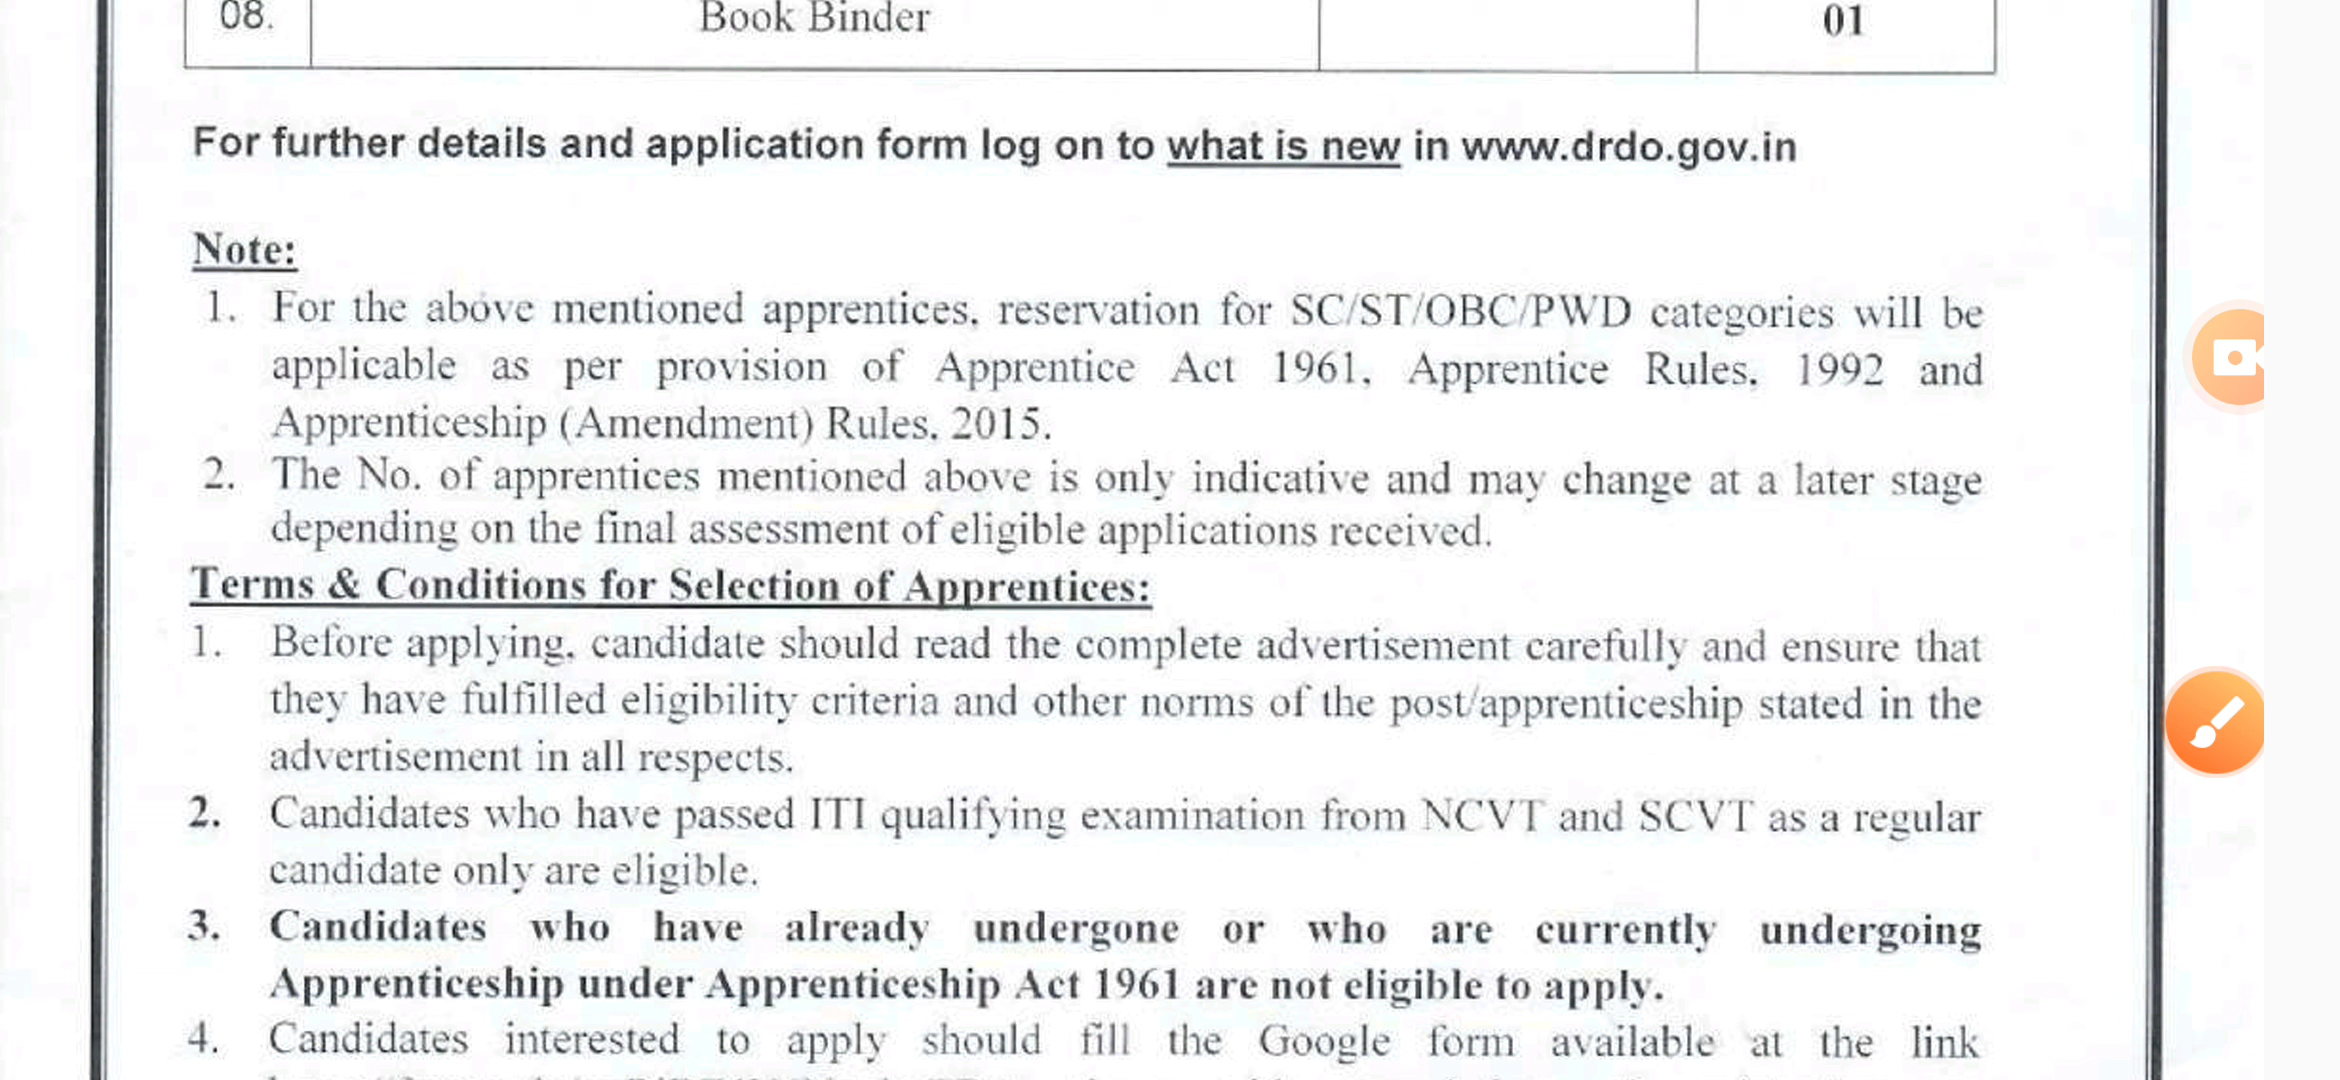 08. Book Binder 01
For further details and application form log on to what is new in www.drdo.gov.in
Note:
1. For the above mentioned apprentices, reservation for SC/ST/OBC/PWD categories will be
applicable as per provision of Apprentice Act 1961, Apprentice Rules, 1992 and
Apprenticeship (Amendment) Rules, 2015.
2. The No. of apprentices mentioned above is only indicative and may change at a later stage
depending on the final assessment of eligible applications received.
Terms & Conditions for Selection of Apprentices:
1. Before applying, candidate should read the complete advertisement carefully and ensure that
they have fulfilled eligibility criteria and other norms of the post/apprenticeship stated in the
advertisement in all respects.
2. Candidates who have passed ITI qualifying examination from NCVT and SCVT as a regular
candidate only are eligible.
3. Candidates who have already undergone or who are currently undergoing
Apprenticeship under Apprenticeship Act 1961 are not eligible to apply.
4. Candidates interested to apply should fill the Google form available at the link